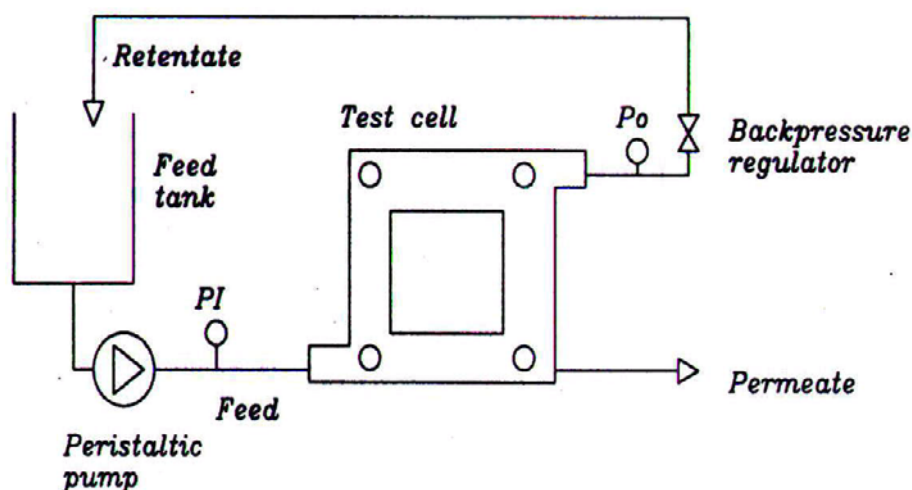 Retentate
Test cell
Po
Backpressure
regulator
Feed
tank
PI
Feed
Permeate
Peristaltic
pump